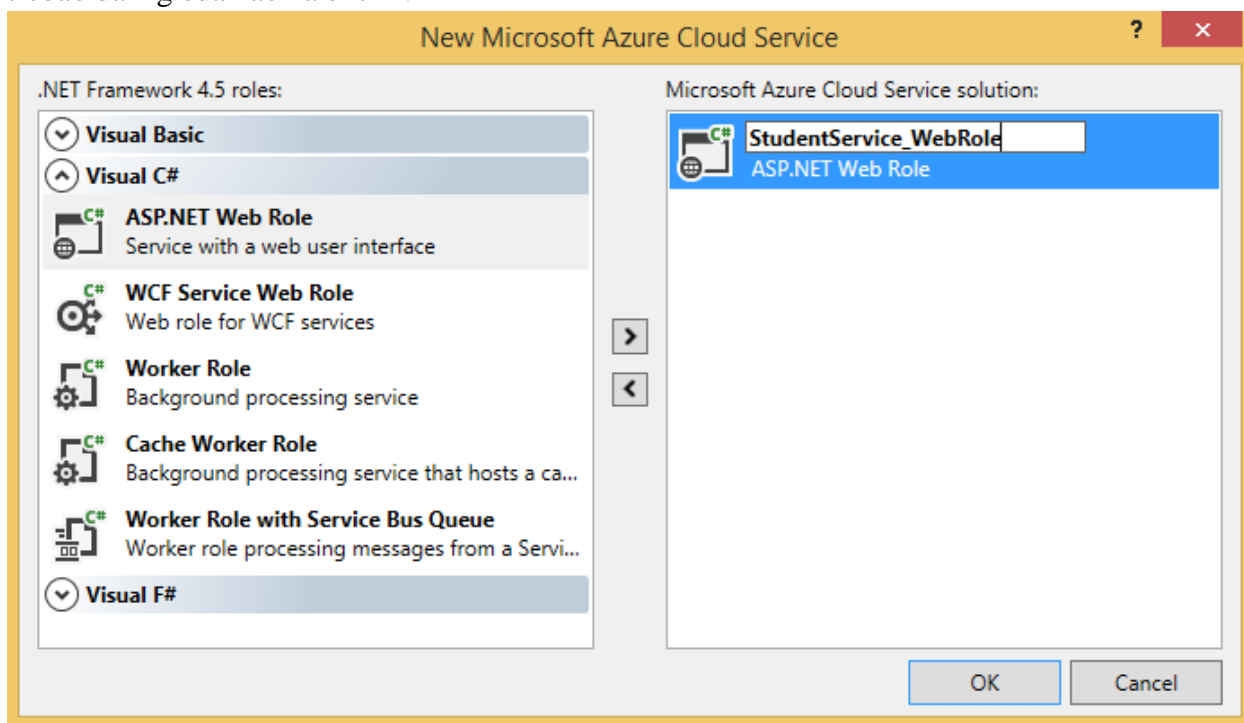 New Microsoft Azure Cloud Service
? ×
.NET Framework 4.5 roles:
Visual Basic
Visual C#
C#
ASP.NET Web Role
Service with a web user interface
C#
WCF Service Web Role
Web role for WCF services
C#
Worker Role
Background processing service
C#
Cache Worker Role
Background processing service that hosts a ca...
C#
Worker Role with Service Bus Queue
Worker role processing messages from a Servi...
Visual F#
>
<
Microsoft Azure Cloud Service solution:
C#
StudentService_WebRole
ASP.NET Web Role
OK
Cancel